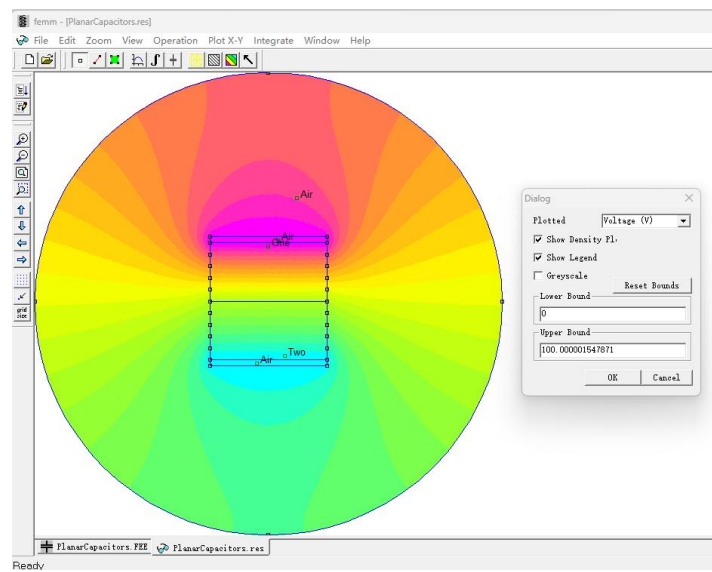 femm - [PlanarCapacitors.res]
File Edit Zoom View Operation Plot X-Y Integrate Window Help
Air
Air
One
Two
Air
Dialog
Plotted Voltage (V)
Show Density Pl
Show Legend
Greyscale
Reset Bounds
Lower Bound
0
Upper Bound
100.000001547871
OK Cancel
grid
size
PlanarCapacitors.FEE PlanarCapacitors.res
Ready